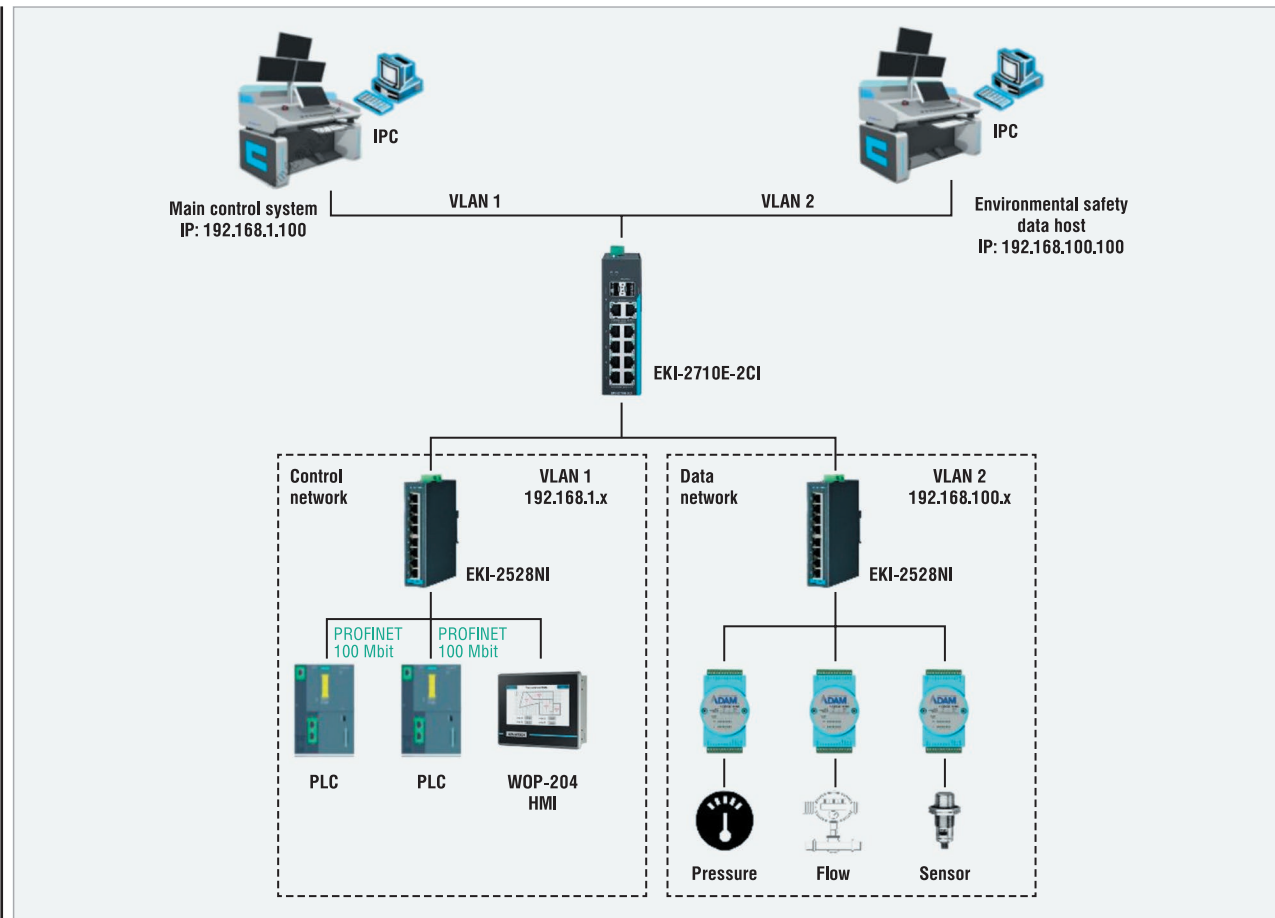 IPC
IPC
Main control system
IP: 192.168.1.100
VLAN 1
VLAN 2
Environmental safety
data host
IP: 192.168.100.100
EKI-2710E-2CI
Control
network
VLAN 1
192.168.1.x
EKI-2528NI
PROFINET
100 Mbit
PROFINET
100 Mbit
PLC
PLC
WOP-204
HMI
Data
network
VLAN 2
192.168.100.x
EKI-2528NI
ADAM
ADAM
ADAM
Pressure
Flow
Sensor